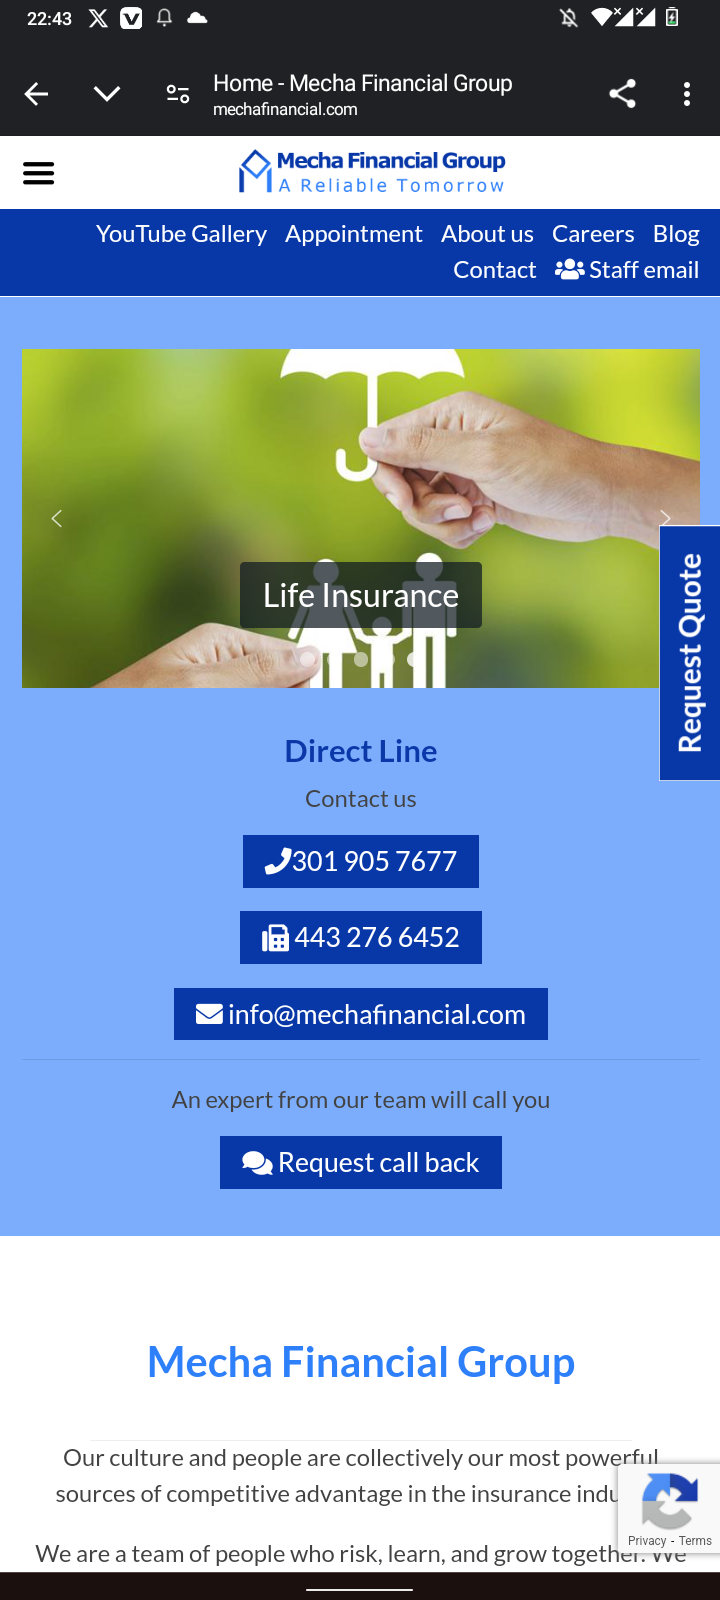 22:43
Home - Mecha Financial Group
mechafinancial.com
Mecha Financial Group
A Reliable Tomorrow
YouTube Gallery Appointment About us Careers Blog
Contact Staff email
Life Insurance
Request Quote
Direct Line
Contact us
301 905 7677
443 276 6452
info@mechafinancial.com
An expert from our team will call you
Request call back
Mecha Financial Group
Our culture and people are collectively our most powerful
sources of competitive advantage in the insurance indu
We are a team of people who risk, learn, and grow together. We
Privacy - Terms